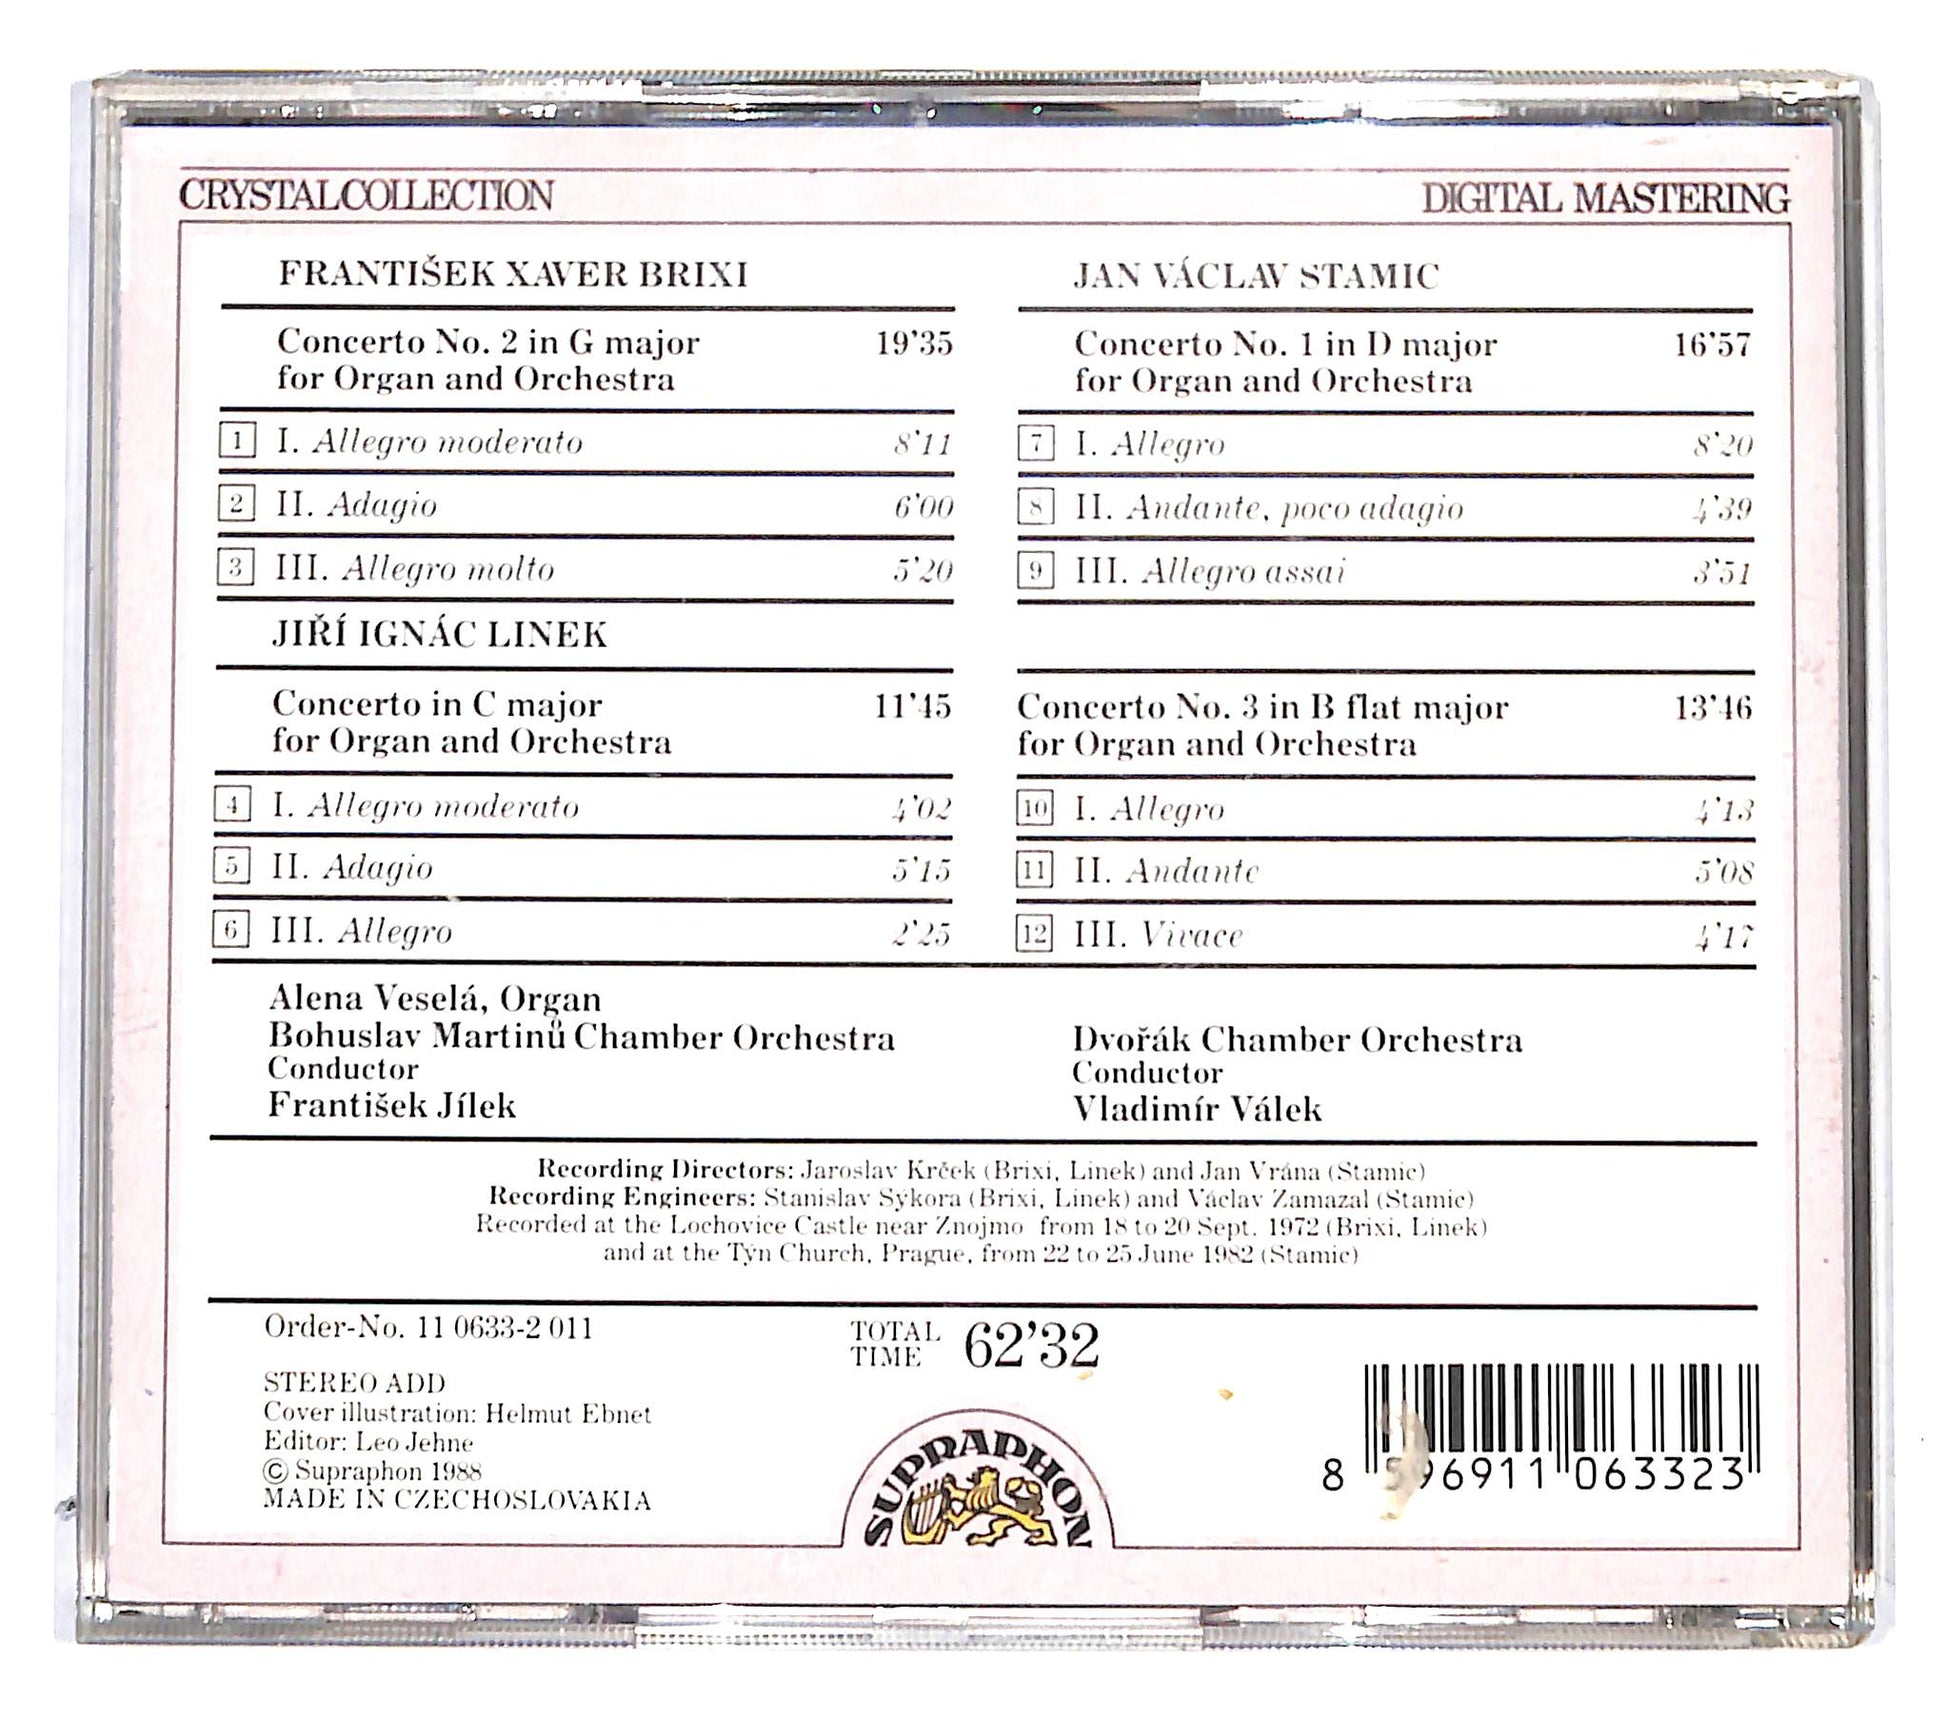 CRYSTALCOLLECTION
DIGITAL MASTERING
FRANTIŠEK XAVER BRIXI
Concerto No. 2 in G major 19'35
for Organ and Orchestra
1 I. Allegro moderato 8'11
2 II. Adagio 6'00
3 III. Allegro molto 5'20
JIŘÍ IGNÁC LINEK
Concerto in C major 11'45
for Organ and Orchestra
4 I. Allegro moderato 4'02
5 II. Adagio 5'15
6 III. Allegro 2'25
JAN VÁCLAV STAMIC
Concerto No. 1 in D major 16'57
for Organ and Orchestra
7 I. Allegro 8'20
8 II. Andante, poco adagio 4'39
9 III. Allegro assai 3'51
Concerto No. 3 in B flat major 13'46
for Organ and Orchestra
10 I. Allegro 4'13
11 II. Andante 5'08
12 III. Vivace 4'17
Alena Veselá, Organ
Bohuslav Martinů Chamber Orchestra
Conductor
František Jílek
Dvořák Chamber Orchestra
Conductor
Vladimír Válek
Recording Directors: Jaroslav Krček (Brixi, Linek) and Jan Vrána (Stamic)
Recording Engineers: Stanislav Sýkora (Brixi, Linek) and Václav Zamazal (Stamic)
Recorded at the Lochovice Castle near Znojmo from 18 to 20 Sept. 1972 (Brixi, Linek)
and at the Týn Church, Prague, from 22 to 25 June 1982 (Stamic)
Order-No. 11 0633-2 011
TOTAL TIME 62'32
STEREO ADD
Cover illustration: Helmut Ebnet
Editor: Leo Jehne
© Supraphon 1988
MADE IN CZECHOSLOVAKIA
SUPRAPHON
8 596911 063323